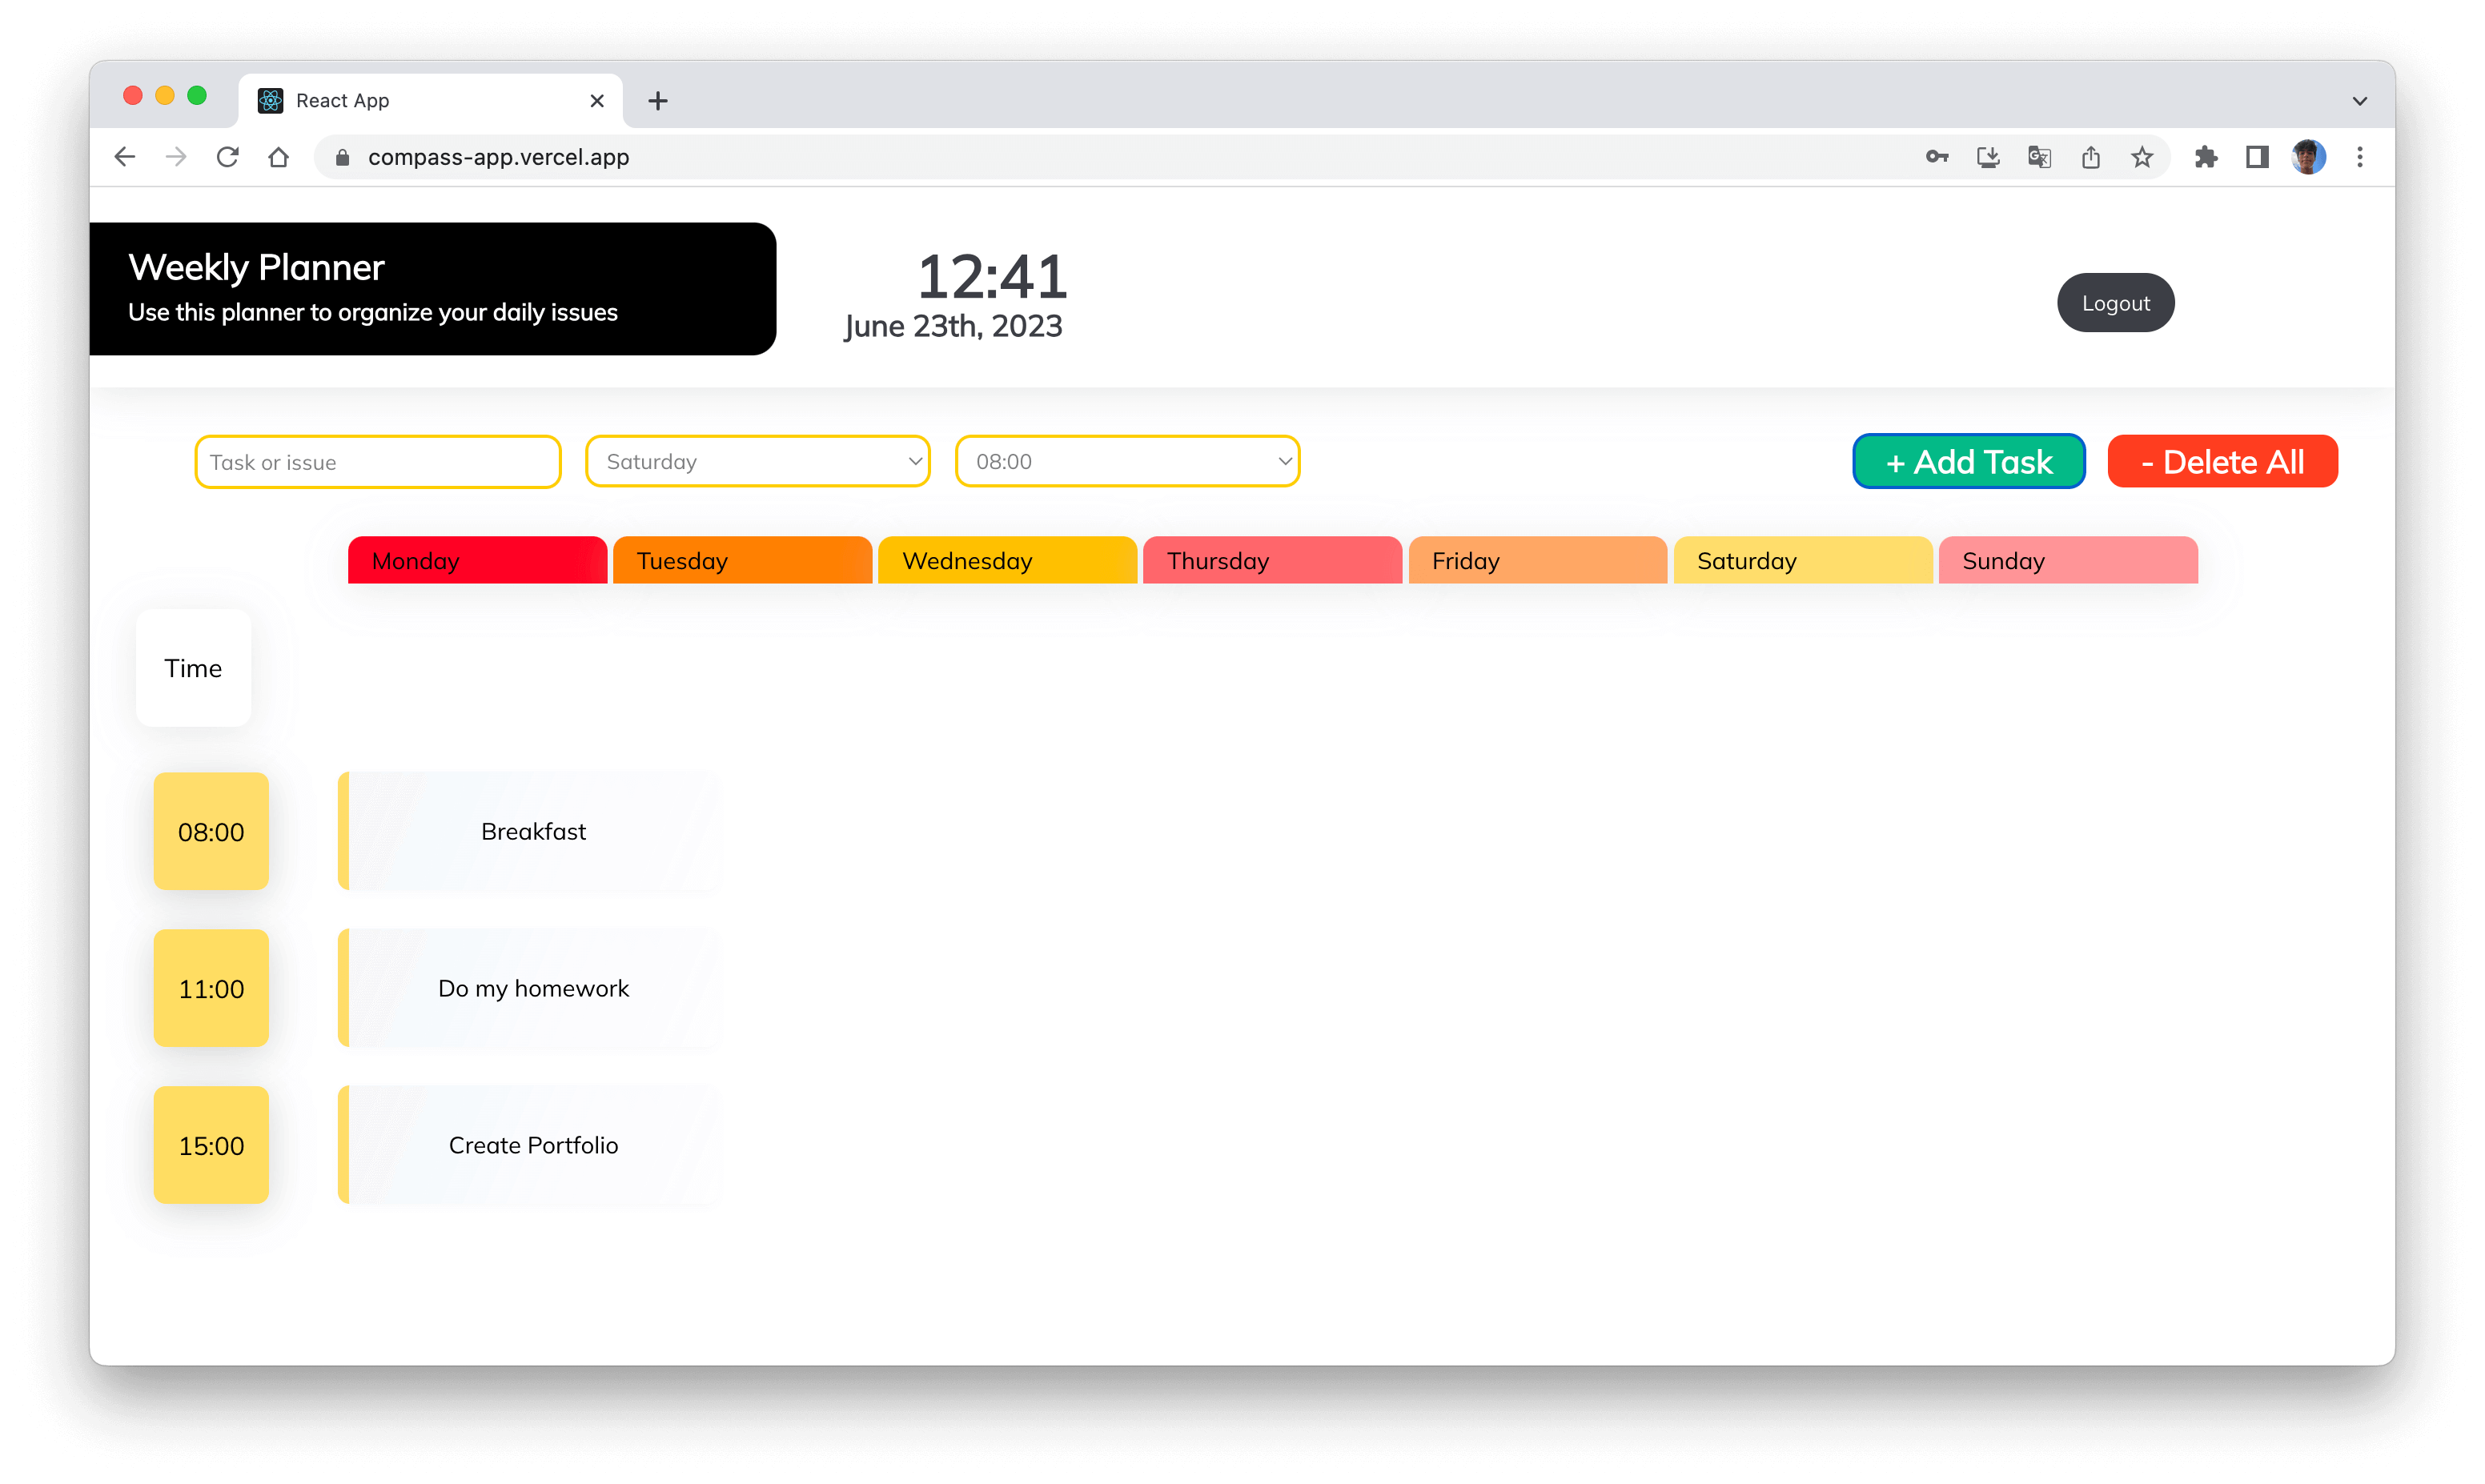 React App
compass-app.vercel.app
Weekly Planner
Use this planner to organize your daily issues
12:41
June 23th, 2023
Logout
Task or issue
Saturday
08:00
+ Add Task
- Delete All
Monday
Tuesday
Wednesday
Thursday
Friday
Saturday
Sunday
Time
08:00
Breakfast
11:00
Do my homework
15:00
Create Portfolio